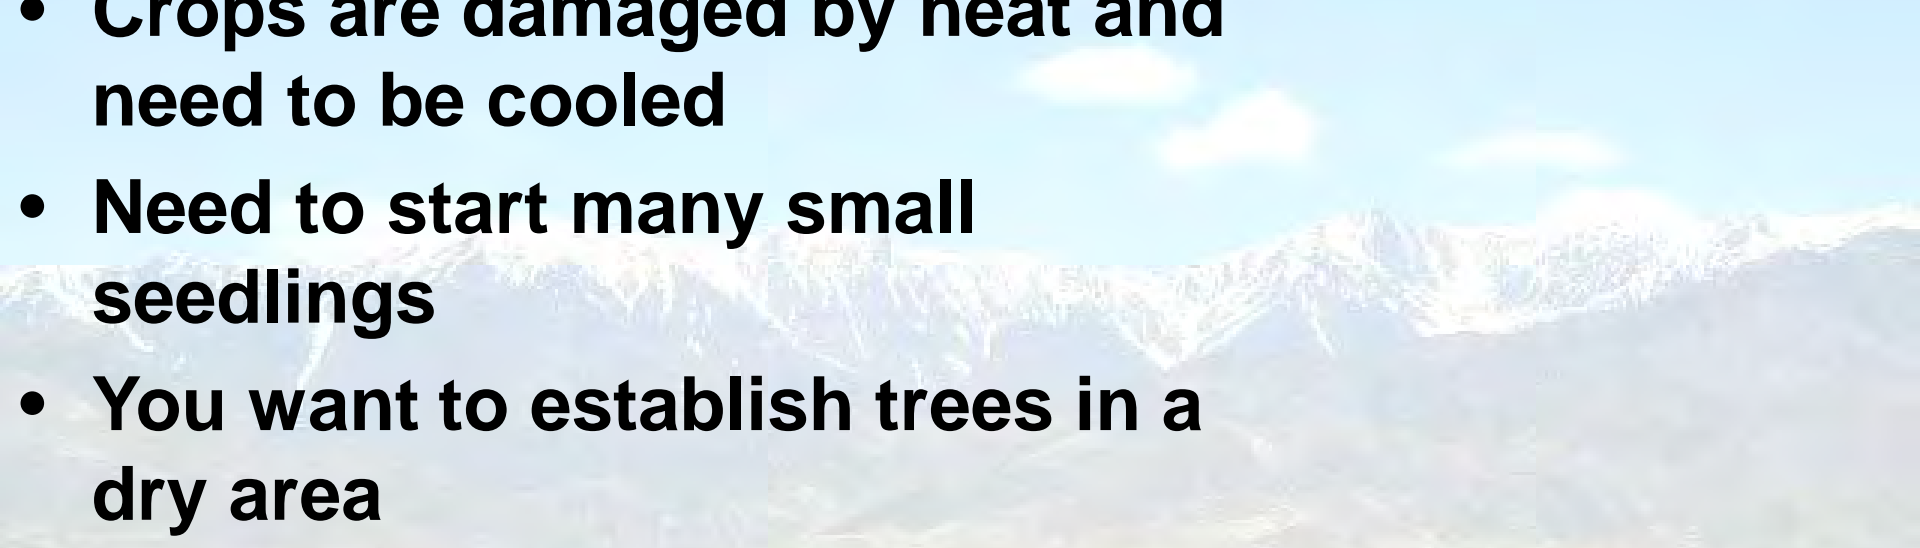 • Crops are damaged by heat and
need to be cooled
• Need to start many small
seedlings
• You want to establish trees in a
dry area